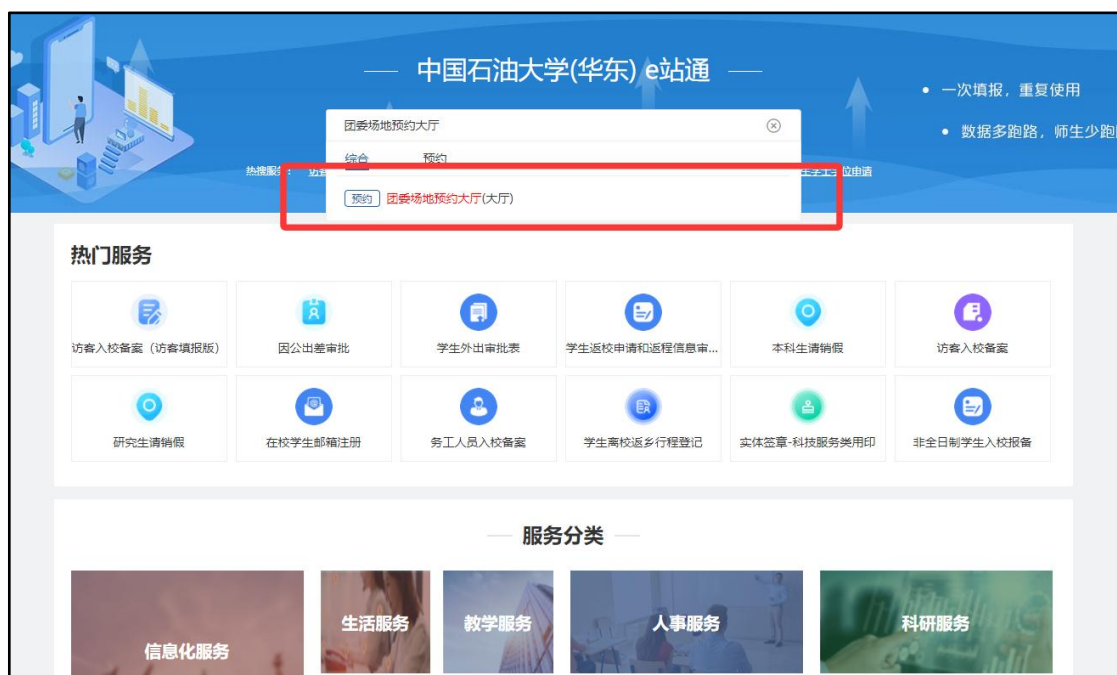 中国石油大学(华东) e站通
一次填报，重复使用
数据多跑路，师生少跑
团委场地预约大厅
综合 预约
热搜服务：
预约 团委场地预约大厅(大厅)
热门服务
访客入校备案（访客填报版） 因公出差审批 学生外出审批表 学生返校申请和返程信息审... 本科生请销假 访客入校备案
研究生请销假 在校学生邮箱注册 务工人员入校备案 学生离校返乡行程登记 实体签章-科技服务类用印 非全日制学生入校报备
服务分类
信息化服务 生活服务 教学服务 人事服务 科研服务